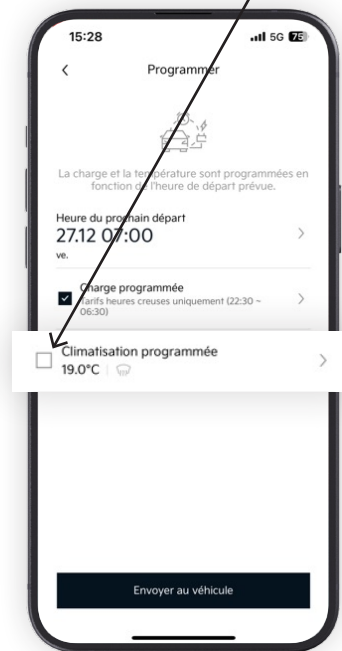 15:28
5G 75
Programmer
La charge et la température sont programmées en
fonction de l'heure de départ prévue.
Heure du prochain départ
27.12 07:00
ve.
Charge programmée
Tarifs heures creuses uniquement (22:30 ~
06:30)
Climatisation programmée
19.0°C
Envoyer au véhicule